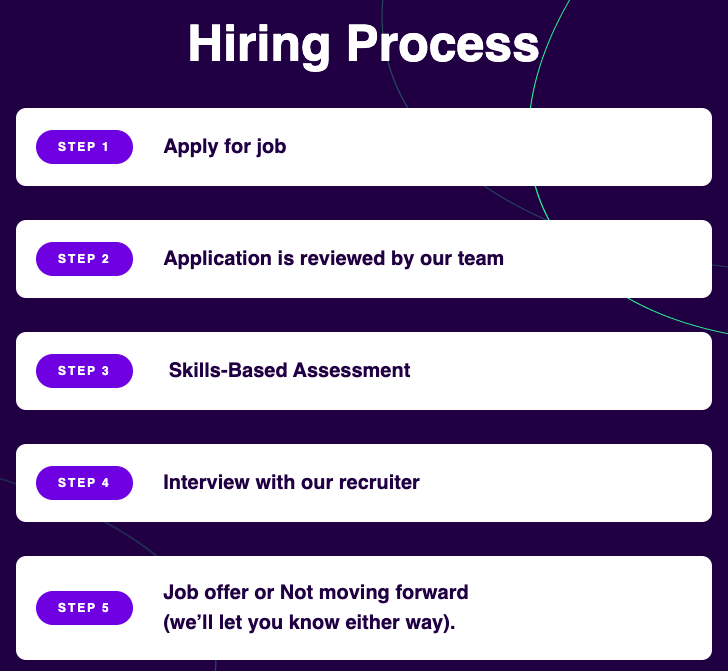 Hiring Process
STEP 1 Apply for job
STEP 2 Application is reviewed by our team
STEP 3 Skills-Based Assessment
STEP 4 Interview with our recruiter
STEP 5 Job offer or Not moving forward
(we’ll let you know either way).